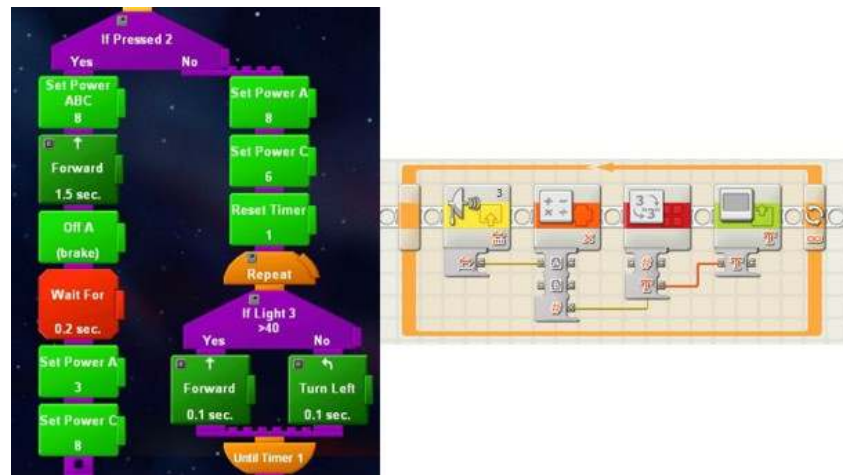 If Pressed 2
Yes No
Set Power
ABC
8
Forward
1.5 sec.
Off A
(brake)
Wait For
0.2 sec.
Set Power A
3
Set Power C
8
Set Power A
8
Set Power C
6
Reset Timer
1
Repeat
If Light 3
>40
Yes No
Forward
0.1 sec.
Turn Left
0.1 sec.
Until Timer 1
3
+ −
× ÷
3
"3"
×
T
A
B
#
#
T
T